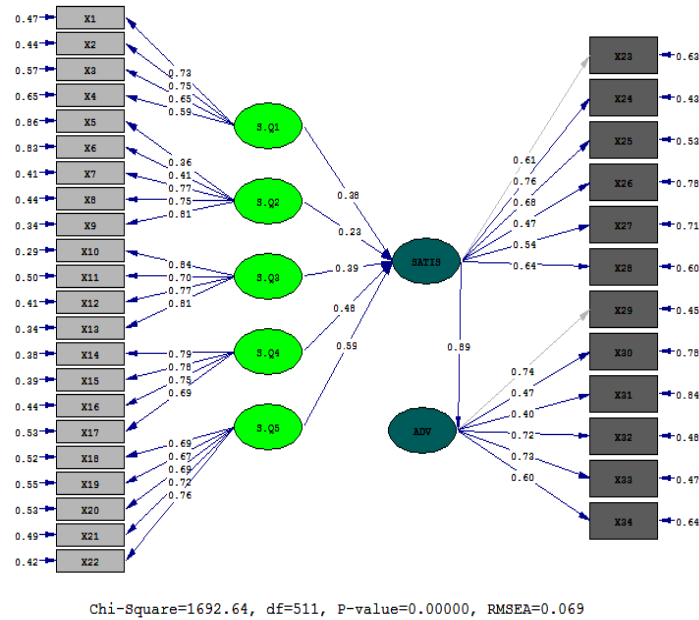 0.47 X1
0.44 X2
0.57 X3
0.65 X4
0.86 X5
0.83 X6
0.41 X7
0.44 X8
0.34 X9
0.29 X10
0.50 X11
0.41 X12
0.34 X13
0.38 X14
0.39 X15
0.44 X16
0.53 X17
0.52 X18
0.55 X19
0.53 X20
0.49 X21
0.42 X22
0.73
0.75
0.65
0.59
0.36
0.41
0.77
0.75
0.81
0.84
0.70
0.77
0.81
0.79
0.78
0.75
0.69
0.69
0.67
0.69
0.72
0.76
S.Q1
S.Q2
S.Q3
S.Q4
S.Q5
0.38
0.23
0.39
0.48
0.59
SATIS
0.89
ADV
0.61
0.76
0.68
0.47
0.54
0.64
0.74
0.47
0.40
0.72
0.73
0.60
X23 0.63
X24 0.43
X25 0.53
X26 0.78
X27 0.71
X28 0.60
X29 0.45
X30 0.78
X31 0.84
X32 0.48
X33 0.47
X34 0.64
Chi-Square=1692.64, df=511, P-value=0.00000, RMSEA=0.069